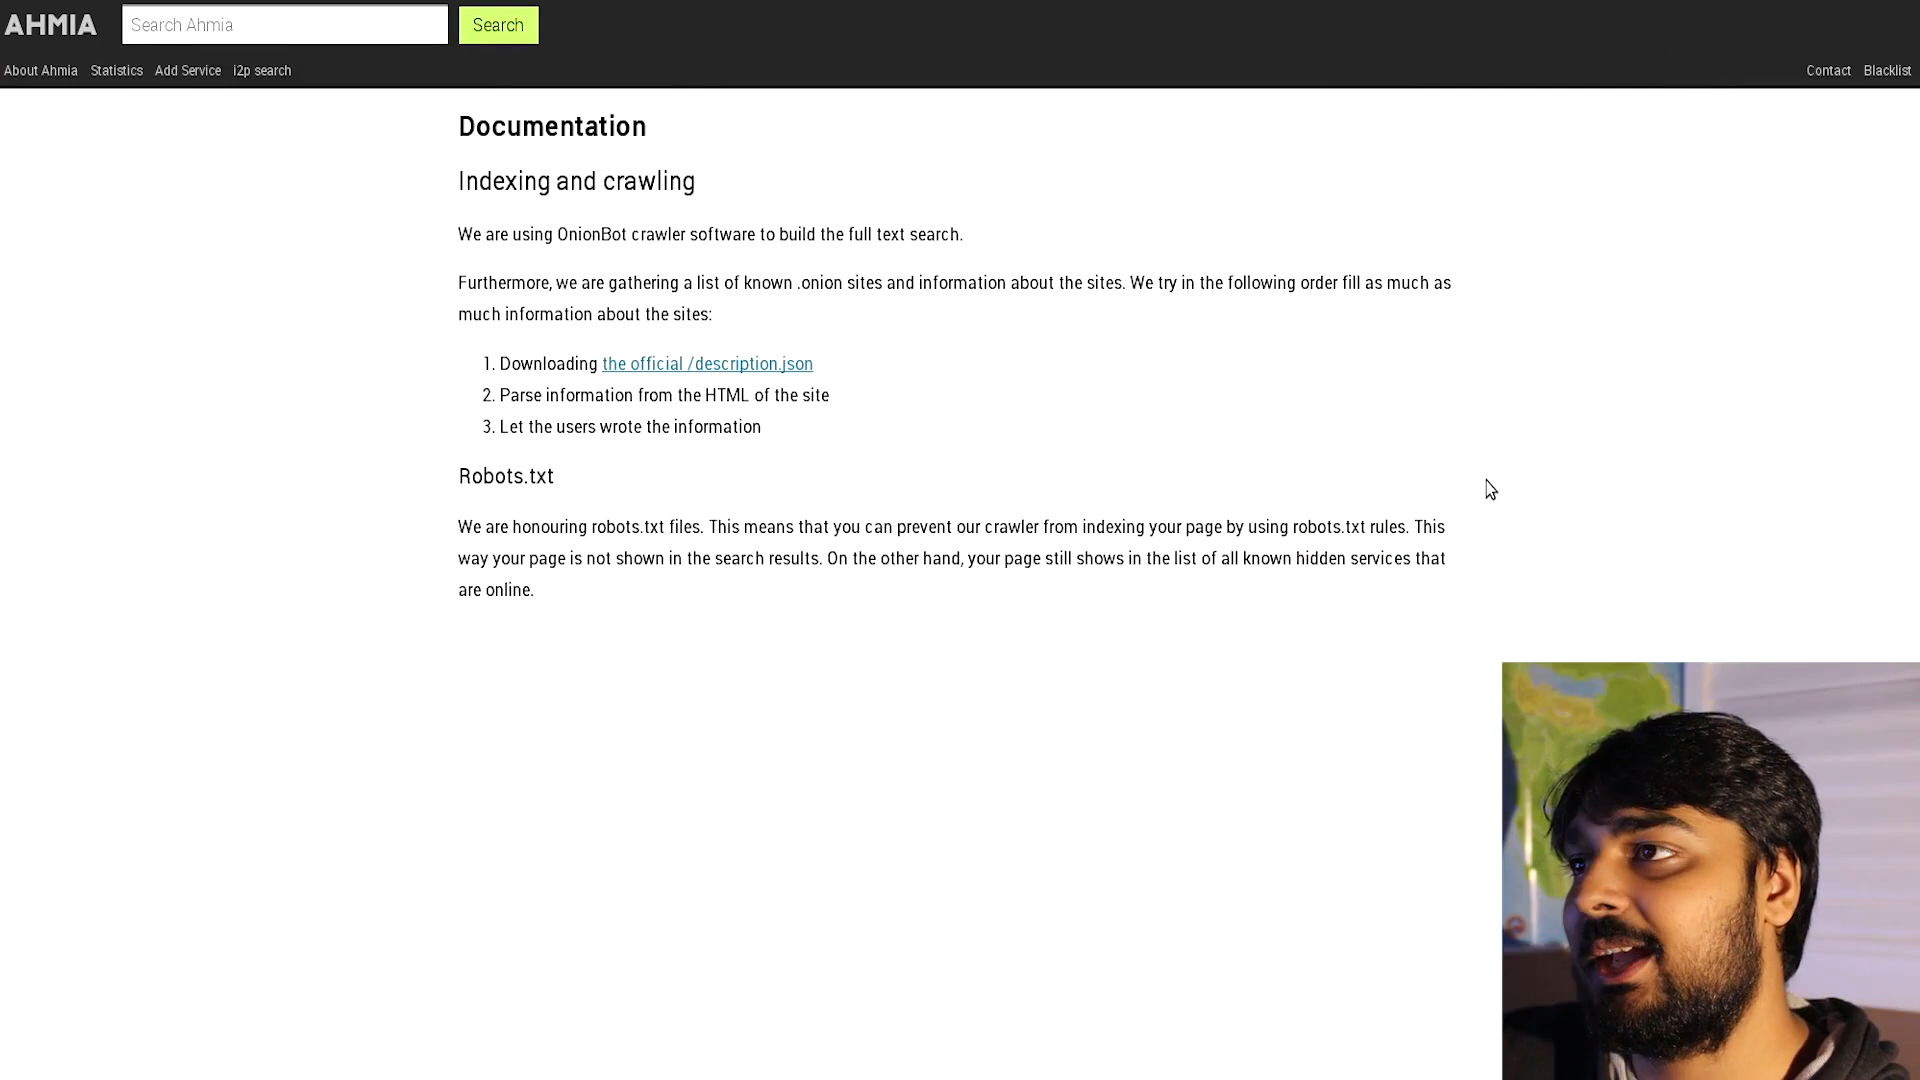 AHMIA
Search Ahmia
Search
About Ahmia Statistics Add Service i2p search
Contact Blacklist
Documentation
Indexing and crawling
We are using OnionBot crawler software to build the full text search.
Furthermore, we are gathering a list of known .onion sites and information about the sites. We try in the following order fill as much as
much information about the sites:
1. Downloading the official /description.json
2. Parse information from the HTML of the site
3. Let the users wrote the information
Robots.txt
We are honouring robots.txt files. This means that you can prevent our crawler from indexing your page by using robots.txt rules. This
way your page is not shown in the search results. On the other hand, your page still shows in the list of all known hidden services that
are online.